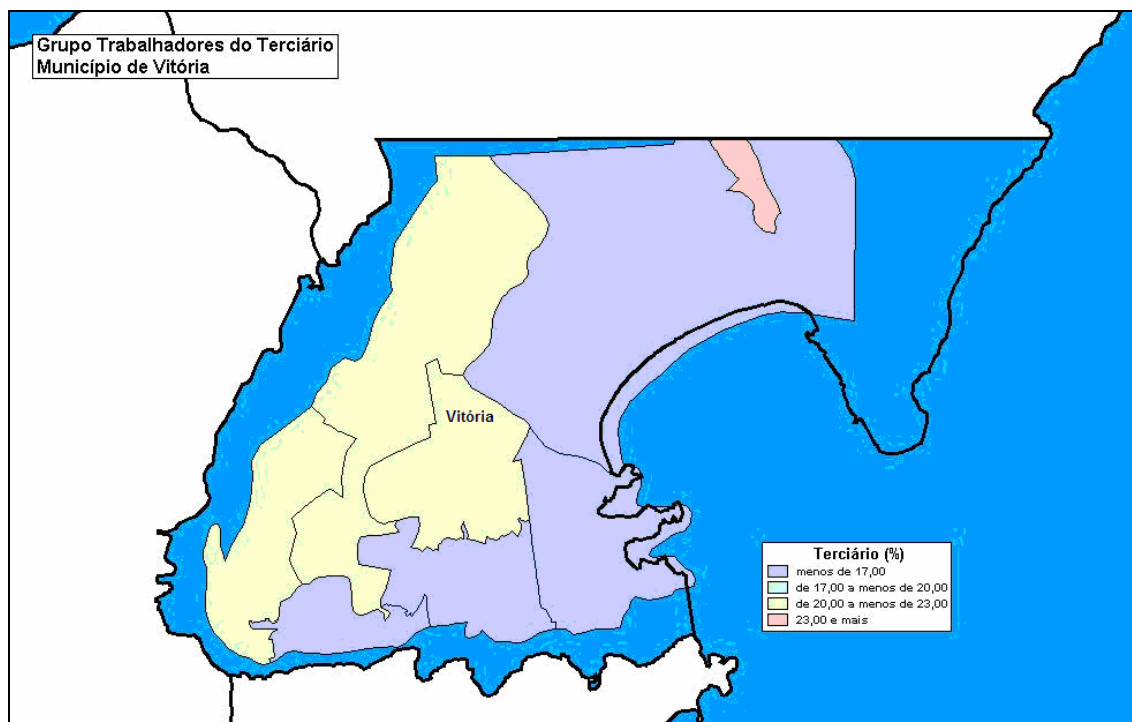 Grupo Trabalhadores do Terciário
Município de Vitória
Vitória
Terciário (%)
menos de 17,00
de 17,00 a menos de 20,00
de 20,00 a menos de 23,00
23,00 e mais